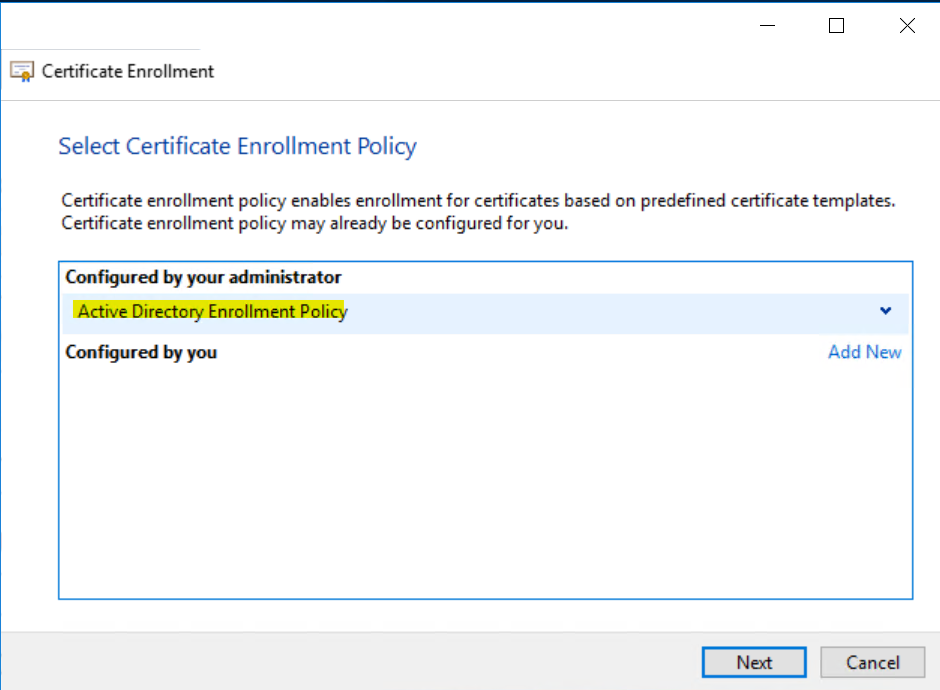 Certificate Enrollment
Select Certificate Enrollment Policy
Certificate enrollment policy enables enrollment for certificates based on predefined certificate templates.
Certificate enrollment policy may already be configured for you.
Configured by your administrator
Active Directory Enrollment Policy
Configured by you
Add New
Next
Cancel